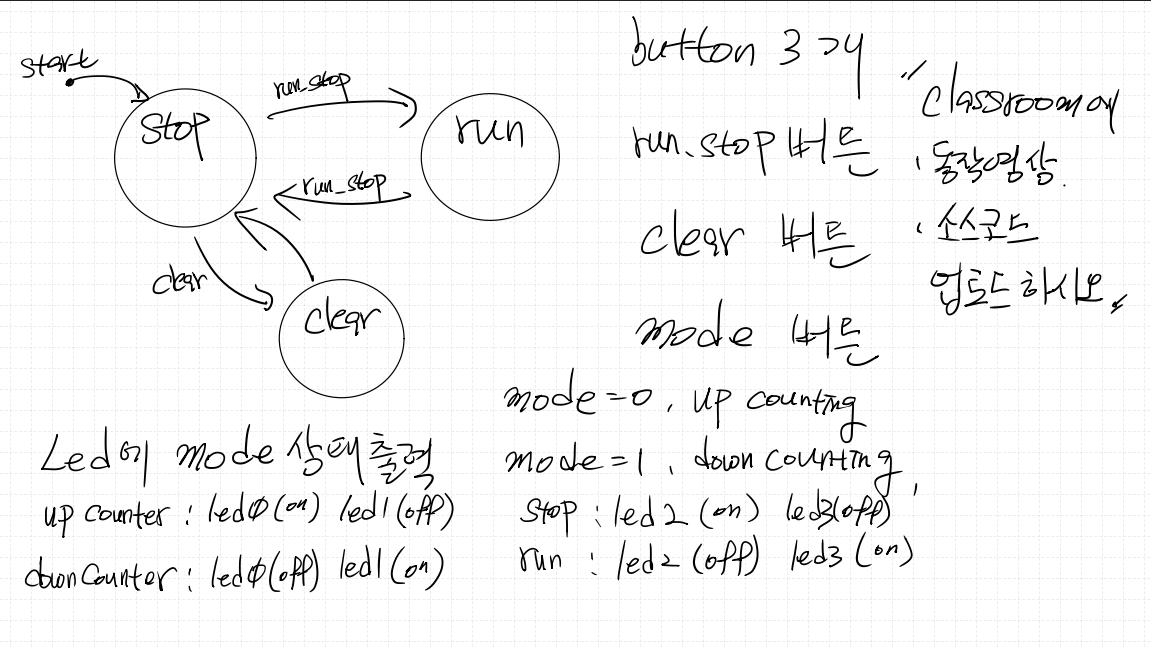 start
stop
run_stop
run
run_stop
clear
clear
button 3개
run_stop 버튼
clear 버튼
mode 버튼
"classroom에
· 동작영상.
· 소스코드
업로드하시오"
mode=0, up counting
mode=1, down counting
Led에 mode 상태출력
up counter : led0(on) led1(off)
down counter : led0(off) led1(on)
stop : led2(on) led3(off)
run : led2(off) led3(on)